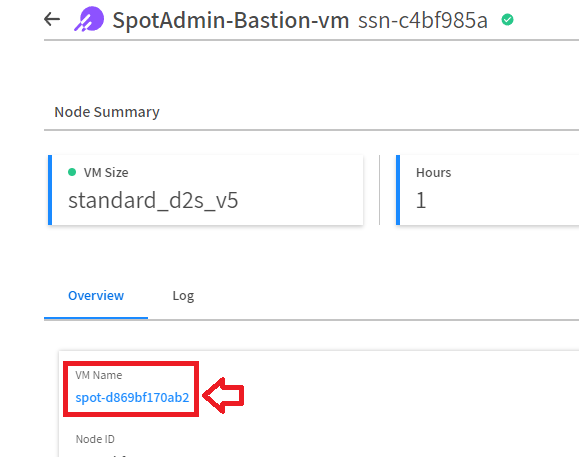 SpotAdmin-Bastion-vm ssn-c4bf985a
Node Summary
VM Size
standard_d2s_v5
Hours
1
Overview
Log
VM Name
spot-d869bf170ab2
Node ID